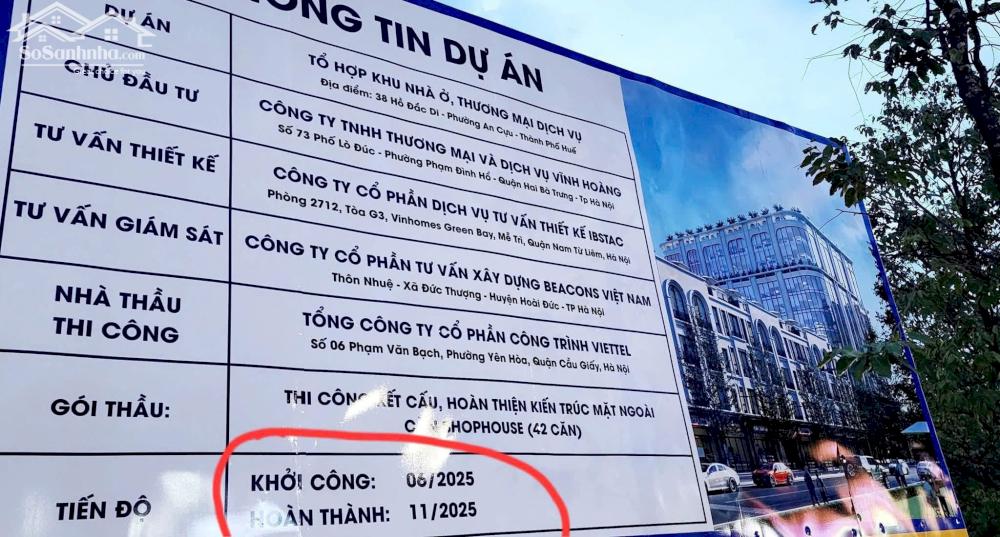 SoSanhnha.com
THÔNG TIN DỰ ÁN
DỰ ÁN
TỔ HỢP KHU NHÀ Ở, THƯƠNG MẠI DỊCH VỤ
Địa điểm: 38 Hồ Đắc Di - Phường An Cựu - Thành Phố Huế
CHỦ ĐẦU TƯ
CÔNG TY TNHH THƯƠNG MẠI VÀ DỊCH VỤ VĨNH HOÀNG
Số 73 Phố Lò Đúc - Phường Phạm Đình Hổ - Quận Hai Bà Trưng - Tp Hà Nội
TƯ VẤN THIẾT KẾ
CÔNG TY CỔ PHẦN DỊCH VỤ TƯ VẤN THIẾT KẾ IBSTAC
Phòng 2712, Tòa G3, Vinhomes Green Bay, Mễ Trì, Quận Nam Từ Liêm, Hà Nội
TƯ VẤN GIÁM SÁT
CÔNG TY CỔ PHẦN TƯ VẤN XÂY DỰNG BEACONS VIỆT NAM
Thôn Nhuệ - Xã Đức Thượng - Huyện Hoài Đức - TP Hà Nội
NHÀ THẦU
THI CÔNG
TỔNG CÔNG TY CỔ PHẦN CÔNG TRÌNH VIETTEL
Số 06 Phạm Văn Bạch, Phường Yên Hòa, Quận Cầu Giấy, Hà Nội
GÓI THẦU:
THI CÔNG KẾT CẤU, HOÀN THIỆN KIẾN TRÚC MẶT NGOÀI
CĂN SHOPHOUSE (42 CĂN)
TIẾN ĐỘ
KHỞI CÔNG: 06/2025
HOÀN THÀNH: 11/2025